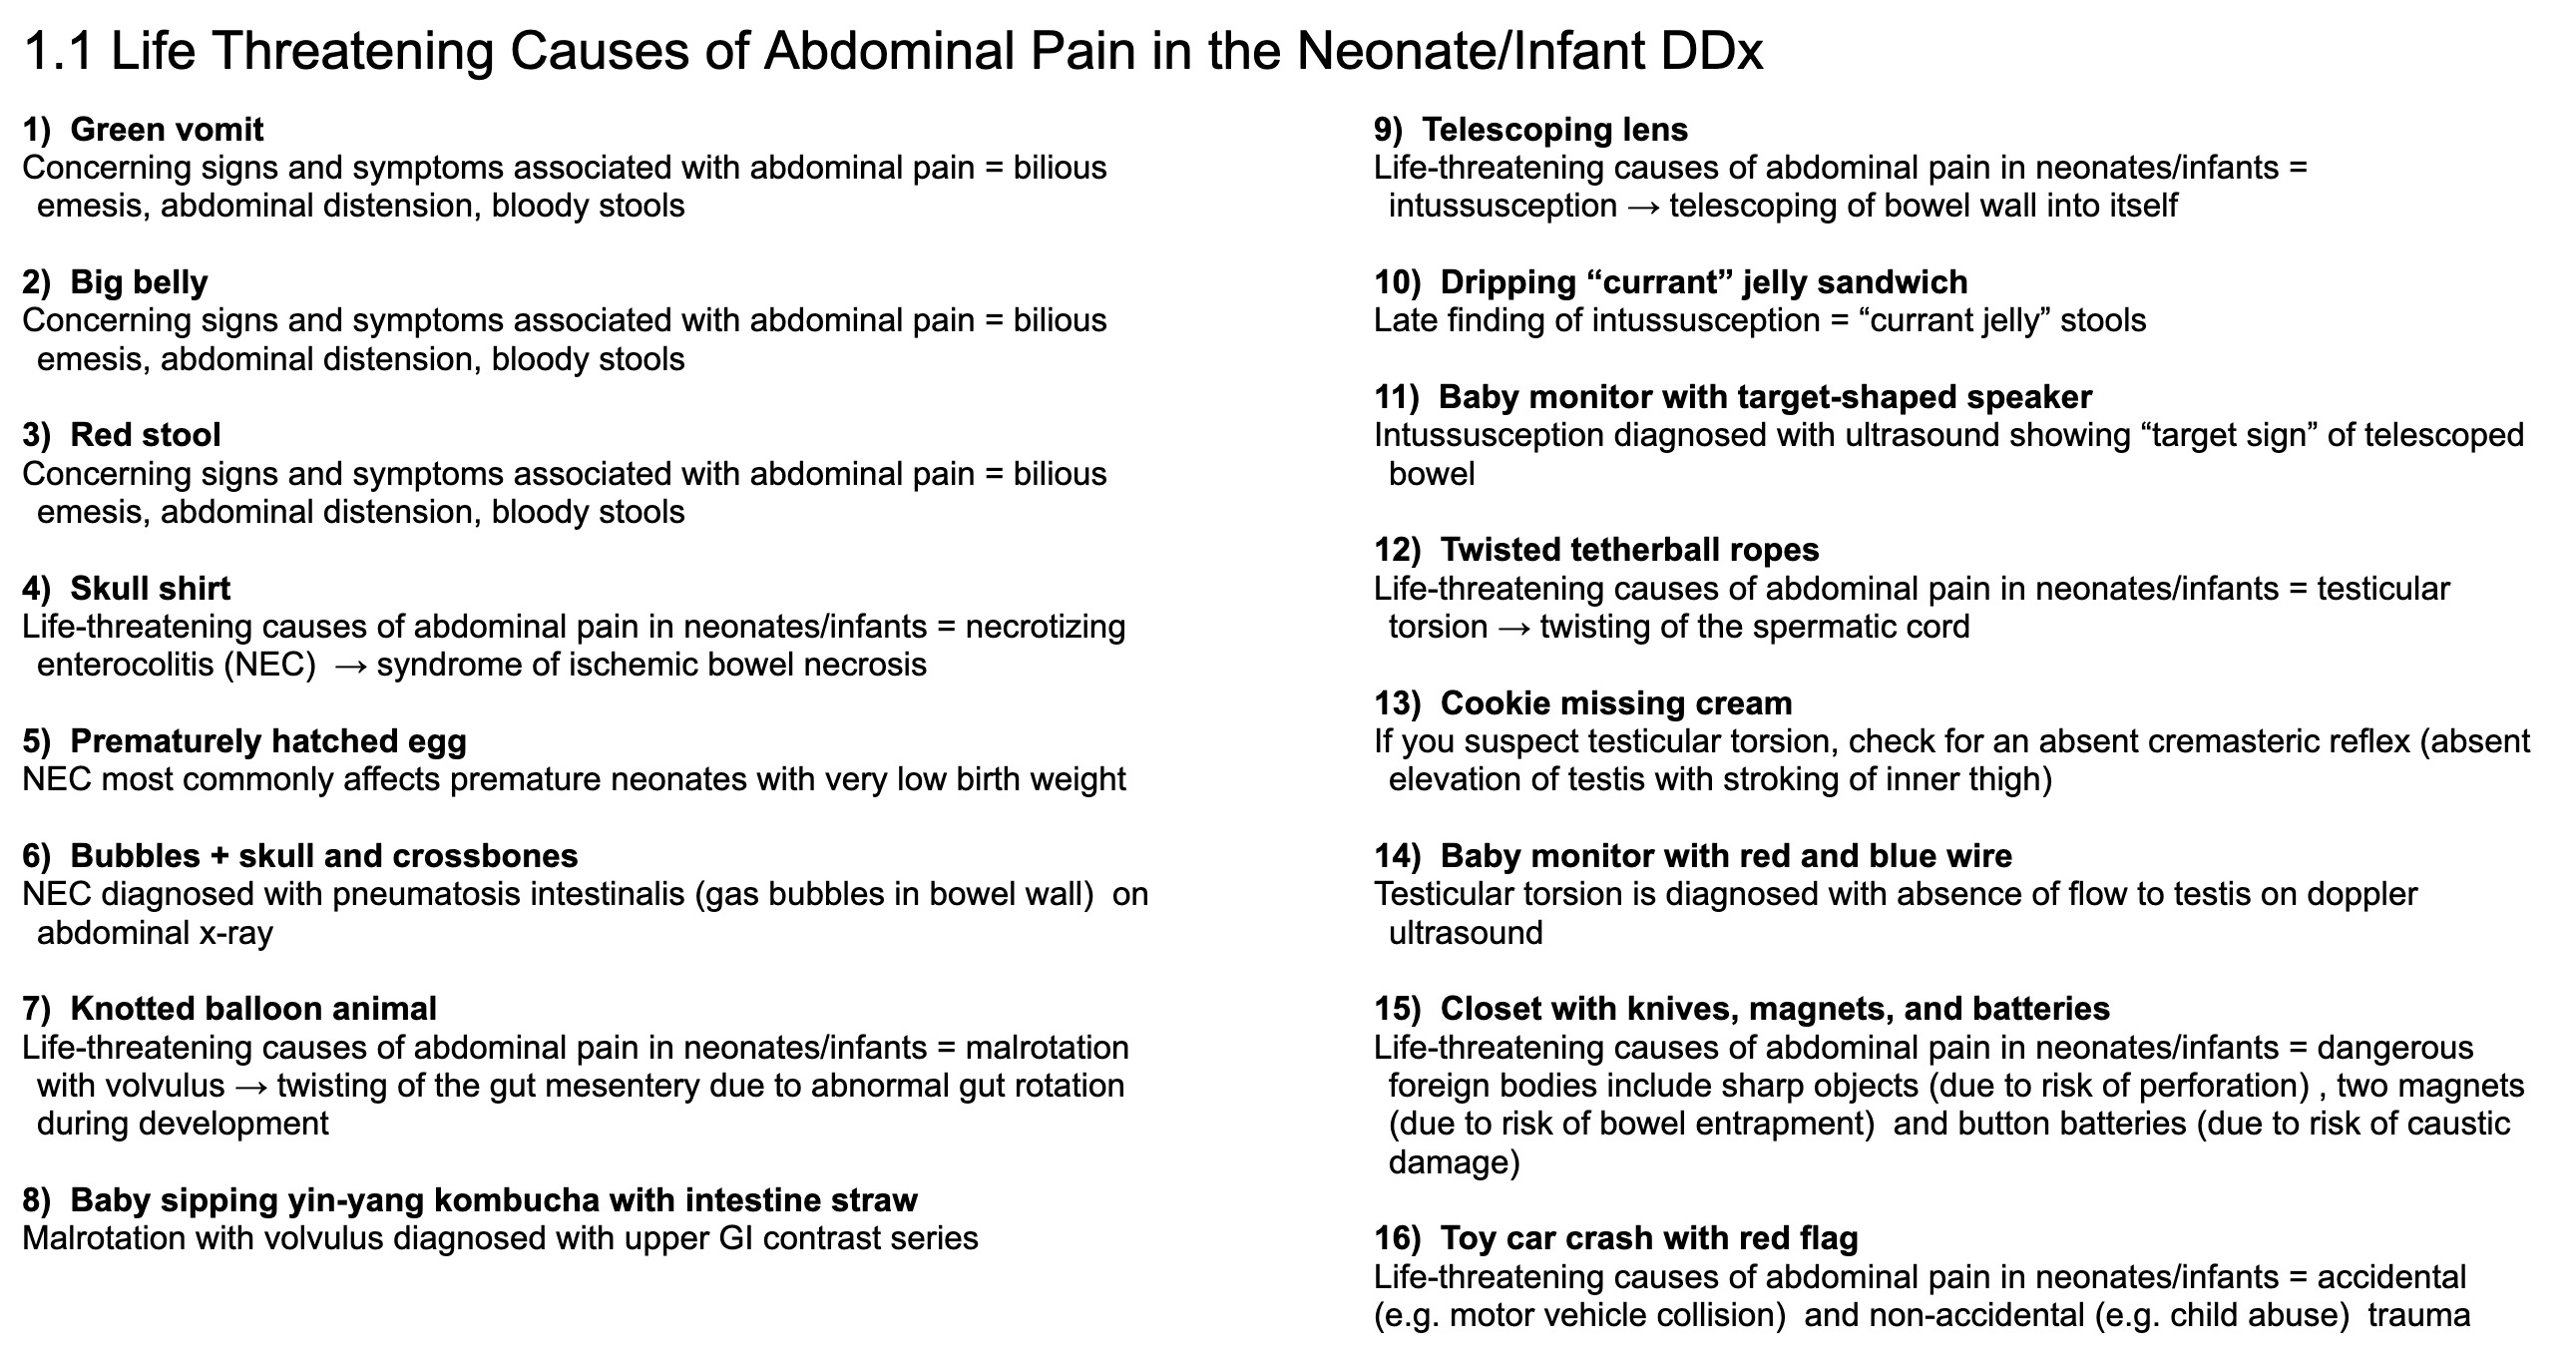 1.1 Life Threatening Causes of Abdominal Pain in the Neonate/Infant DDx
1) Green vomit
Concerning signs and symptoms associated with abdominal pain = bilious
emesis, abdominal distension, bloody stools
2) Big belly
Concerning signs and symptoms associated with abdominal pain = bilious
emesis, abdominal distension, bloody stools
3) Red stool
Concerning signs and symptoms associated with abdominal pain = bilious
emesis, abdominal distension, bloody stools
4) Skull shirt
Life-threatening causes of abdominal pain in neonates/infants = necrotizing
enterocolitis (NEC) → syndrome of ischemic bowel necrosis
5) Prematurely hatched egg
NEC most commonly affects premature neonates with very low birth weight
6) Bubbles + skull and crossbones
NEC diagnosed with pneumatosis intestinalis (gas bubbles in bowel wall) on
abdominal x-ray
7) Knotted balloon animal
Life-threatening causes of abdominal pain in neonates/infants = malrotation
with volvulus → twisting of the gut mesentery due to abnormal gut rotation
during development
8) Baby sipping yin-yang kombucha with intestine straw
Malrotation with volvulus diagnosed with upper GI contrast series
9) Telescoping lens
Life-threatening causes of abdominal pain in neonates/infants =
intussusception → telescoping of bowel wall into itself
10) Dripping “currant” jelly sandwich
Late finding of intussusception = “currant jelly” stools
11) Baby monitor with target-shaped speaker
Intussusception diagnosed with ultrasound showing “target sign” of telescoped
bowel
12) Twisted tetherball ropes
Life-threatening causes of abdominal pain in neonates/infants = testicular
torsion → twisting of the spermatic cord
13) Cookie missing cream
If you suspect testicular torsion, check for an absent cremasteric reflex (absent
elevation of testis with stroking of inner thigh)
14) Baby monitor with red and blue wire
Testicular torsion is diagnosed with absence of flow to testis on doppler
ultrasound
15) Closet with knives, magnets, and batteries
Life-threatening causes of abdominal pain in neonates/infants = dangerous
foreign bodies include sharp objects (due to risk of perforation) , two magnets
(due to risk of bowel entrapment) and button batteries (due to risk of caustic
damage)
16) Toy car crash with red flag
Life-threatening causes of abdominal pain in neonates/infants = accidental
(e.g. motor vehicle collision) and non-accidental (e.g. child abuse) trauma